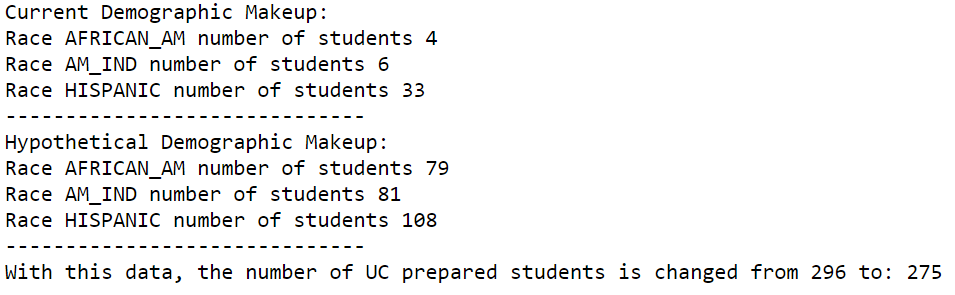 Current Demographic Makeup:
Race AFRICAN_AM number of students 4
Race AM_IND number of students 6
Race HISPANIC number of students 33
------------------------------
Hypothetical Demographic Makeup:
Race AFRICAN_AM number of students 79
Race AM_IND number of students 81
Race HISPANIC number of students 108
------------------------------
With this data, the number of UC prepared students is changed from 296 to: 275